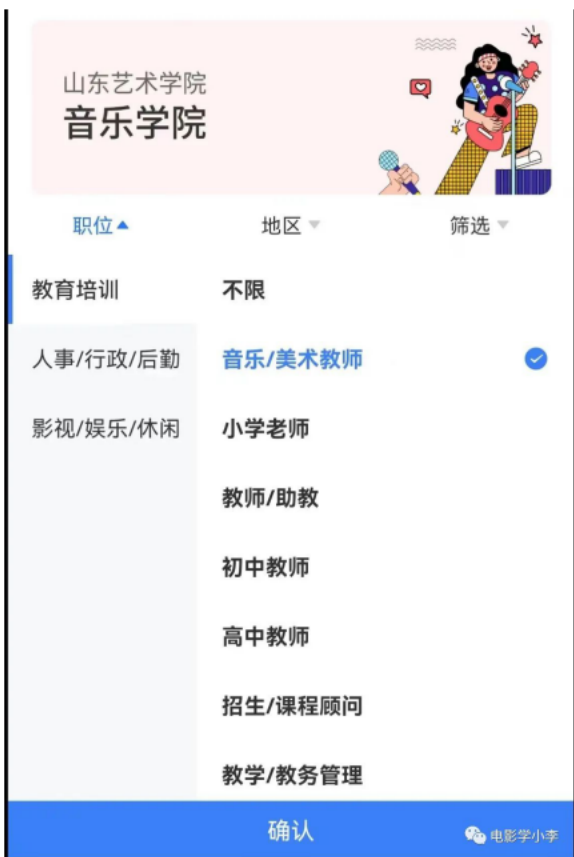 山东艺术学院
音乐学院
职位 地区 筛选
教育培训 不限
人事/行政/后勤 音乐/美术教师
影视/娱乐/休闲 小学老师
教师/助教
初中教师
高中教师
招生/课程顾问
教学/教务管理
确认
电影学小李